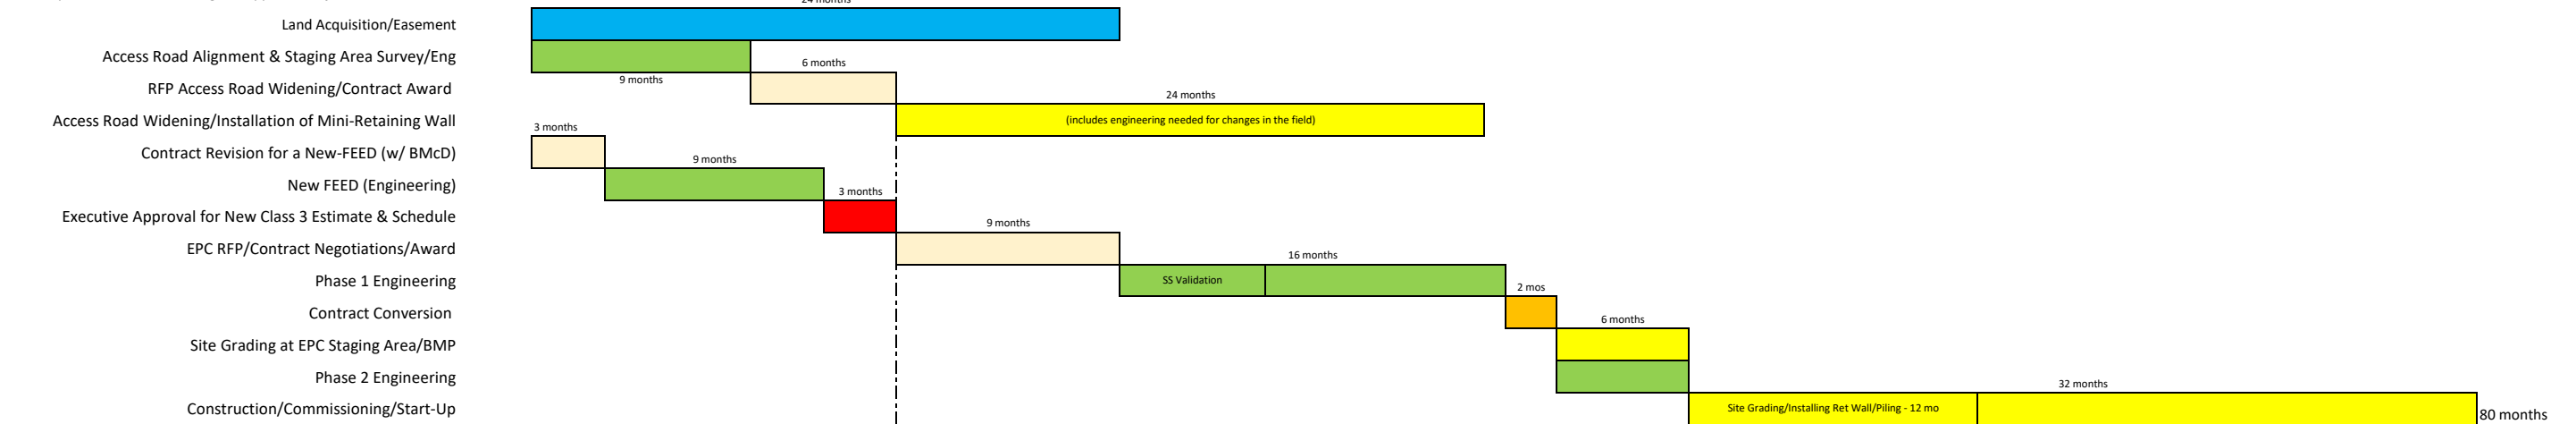 24 months
Land Acquisition/Easement
Access Road Alignment & Staging Area Survey/Eng
6 months
9 months
RFP Access Road Widening/Contract Award
24 months
Access Road Widening/Installation of Mini-Retaining Wall
(includes engineering needed for changes in the field)
3 months
Contract Revision for a New-FEED (w/ BMcD)
9 months
New FEED (Engineering)
3 months
Executive Approval for New Class 3 Estimate & Schedule
9 months
EPC RFP/Contract Negotiations/Award
16 months
Phase 1 Engineering
SS Validation
2 mos
Contract Conversion
6 months
Site Grading at EPC Staging Area/BMP
Phase 2 Engineering
32 months
Construction/Commissioning/Start-Up
Site Grading/Installing Ret Wall/Piling - 12 mo
80 months